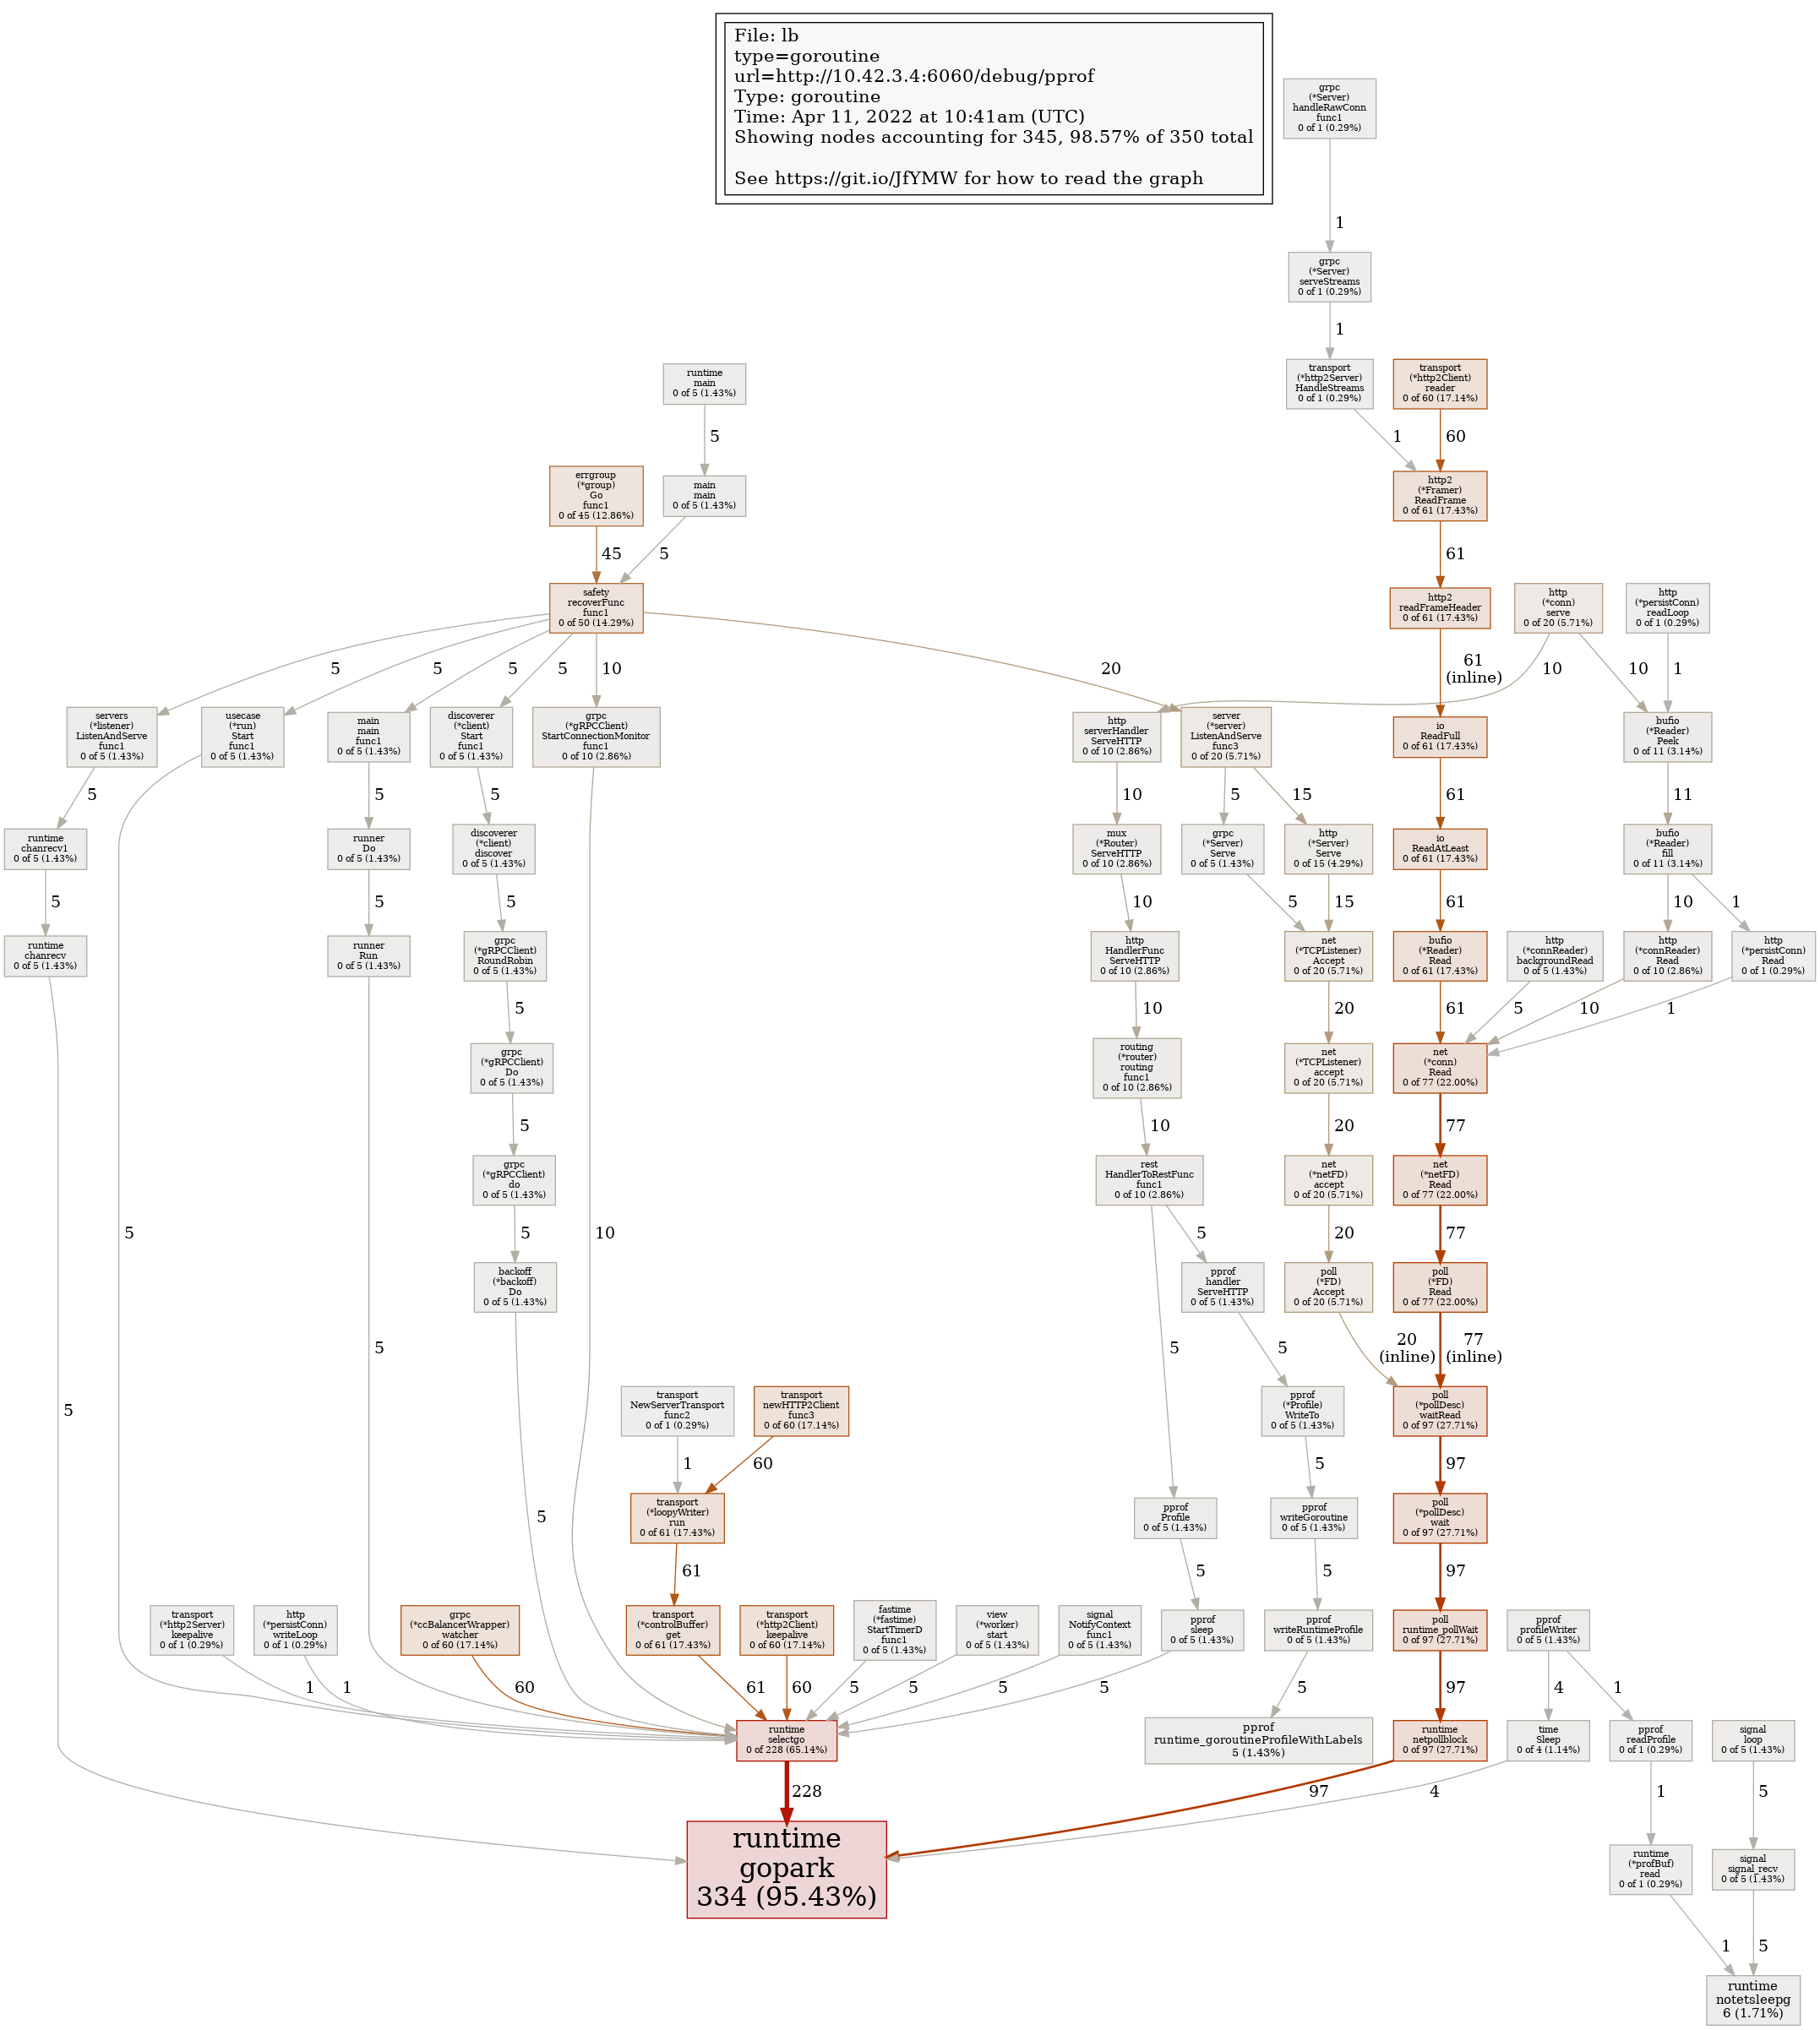 File: lb
type=goroutine
url=http://10.42.3.4:6060/debug/pprof
Type: goroutine
Time: Apr 11, 2022 at 10:41am (UTC)
Showing nodes accounting for 345, 98.57% of 350 total
See https://git.io/JfYMW for how to read the graph
grpc
(*Server)
handleRawConn
func1
0 of 1 (0.29%)
1
grpc
(*Server)
serveStreams
0 of 1 (0.29%)
1
runtime
main
0 of 5 (1.43%)
transport
(*http2Server)
HandleStreams
0 of 1 (0.29%)
transport
(*http2Client)
reader
0 of 60 (17.14%)
5
1
60
errgroup
(*group)
Go
func1
0 of 45 (12.86%)
main
main
0 of 5 (1.43%)
http2
(*Framer)
ReadFrame
0 of 61 (17.43%)
45
5
61
safety
recoverFunc
func1
0 of 50 (14.29%)
http2
readFrameHeader
0 of 61 (17.43%)
http
(*conn)
serve
0 of 20 (5.71%)
http
(*persistConn)
readLoop
0 of 1 (0.29%)
5
5
5
5
10
20
61
(inline)
10
10
1
servers
(*listener)
ListenAndServe
func1
0 of 5 (1.43%)
usecase
(*run)
Start
func1
0 of 5 (1.43%)
main
main
func1
0 of 5 (1.43%)
discoverer
(*client)
Start
func1
0 of 5 (1.43%)
grpc
(*gRPCClient)
StartConnectionMonitor
func1
0 of 10 (2.86%)
http
serverHandler
ServeHTTP
0 of 10 (2.86%)
server
(*server)
ListenAndServe
func3
0 of 20 (5.71%)
io
ReadFull
0 of 61 (17.43%)
bufio
(*Reader)
Peek
0 of 11 (3.14%)
5
5
5
10
5
15
61
11
runtime
chanrecv1
0 of 5 (1.43%)
runner
Do
0 of 5 (1.43%)
discoverer
(*client)
discover
0 of 5 (1.43%)
mux
(*Router)
ServeHTTP
0 of 10 (2.86%)
grpc
(*Server)
Serve
0 of 5 (1.43%)
http
(*Server)
Serve
0 of 15 (4.29%)
io
ReadAtLeast
0 of 61 (17.43%)
bufio
(*Reader)
fill
0 of 11 (3.14%)
5
5
5
10
5
15
61
10
1
runtime
chanrecv
0 of 5 (1.43%)
runner
Run
0 of 5 (1.43%)
grpc
(*gRPCClient)
RoundRobin
0 of 5 (1.43%)
http
HandlerFunc
ServeHTTP
0 of 10 (2.86%)
net
(*TCPListener)
Accept
0 of 20 (5.71%)
bufio
(*Reader)
Read
0 of 61 (17.43%)
http
(*connReader)
backgroundRead
0 of 5 (1.43%)
http
(*connReader)
Read
0 of 10 (2.86%)
http
(*persistConn)
Read
0 of 1 (0.29%)
5
10
20
61
5
10
1
grpc
(*gRPCClient)
Do
0 of 5 (1.43%)
routing
(*router)
routing
func1
0 of 10 (2.86%)
net
(*TCPListener)
accept
0 of 20 (5.71%)
net
(*conn)
Read
0 of 77 (22.00%)
5
10
20
77
grpc
(*gRPCClient)
do
0 of 5 (1.43%)
rest
HandlerToRestFunc
func1
0 of 10 (2.86%)
net
(*netFD)
accept
0 of 20 (5.71%)
net
(*netFD)
Read
0 of 77 (22.00%)
5
5
10
5
20
77
backoff
(*backoff)
Do
0 of 5 (1.43%)
pprof
handler
ServeHTTP
0 of 5 (1.43%)
poll
(*FD)
Accept
0 of 20 (5.71%)
poll
(*FD)
Read
0 of 77 (22.00%)
5
5
5
20
(inline)
77
(inline)
5
transport
NewServerTransport
func2
0 of 1 (0.29%)
transport
newHTTP2Client
func3
0 of 60 (17.14%)
pprof
(*Profile)
WriteTo
0 of 5 (1.43%)
poll
(*pollDesc)
waitRead
0 of 97 (27.71%)
1
60
5
97
transport
(*loopyWriter)
run
0 of 61 (17.43%)
pprof
Profile
0 of 5 (1.43%)
pprof
writeGoroutine
0 of 5 (1.43%)
poll
(*pollDesc)
wait
0 of 97 (27.71%)
5
61
5
5
97
transport
(*http2Server)
keepalive
0 of 1 (0.29%)
http
(*persistConn)
writeLoop
0 of 1 (0.29%)
grpc
(*ccBalancerWrapper)
watcher
0 of 60 (17.14%)
transport
(*controlBuffer)
get
0 of 61 (17.43%)
transport
(*http2Client)
keepalive
0 of 60 (17.14%)
fastime
(*fastime)
StartTimerD
func1
0 of 5 (1.43%)
view
(*worker)
start
0 of 5 (1.43%)
signal
NotifyContext
func1
0 of 5 (1.43%)
pprof
sleep
0 of 5 (1.43%)
pprof
writeRuntimeProfile
0 of 5 (1.43%)
poll
runtime_pollWait
0 of 97 (27.71%)
pprof
profileWriter
0 of 5 (1.43%)
1
1
60
61
60
5
5
5
5
5
97
4
1
runtime
selectgo
0 of 228 (65.14%)
pprof
runtime_goroutineProfileWithLabels
5 (1.43%)
runtime
netpollblock
0 of 97 (27.71%)
time
Sleep
0 of 4 (1.14%)
pprof
readProfile
0 of 1 (0.29%)
signal
loop
0 of 5 (1.43%)
228
97
4
1
5
runtime
gopark
334 (95.43%)
runtime
(*profBuf)
read
0 of 1 (0.29%)
signal
signal_recv
0 of 5 (1.43%)
1
5
runtime
notetsleepg
6 (1.71%)